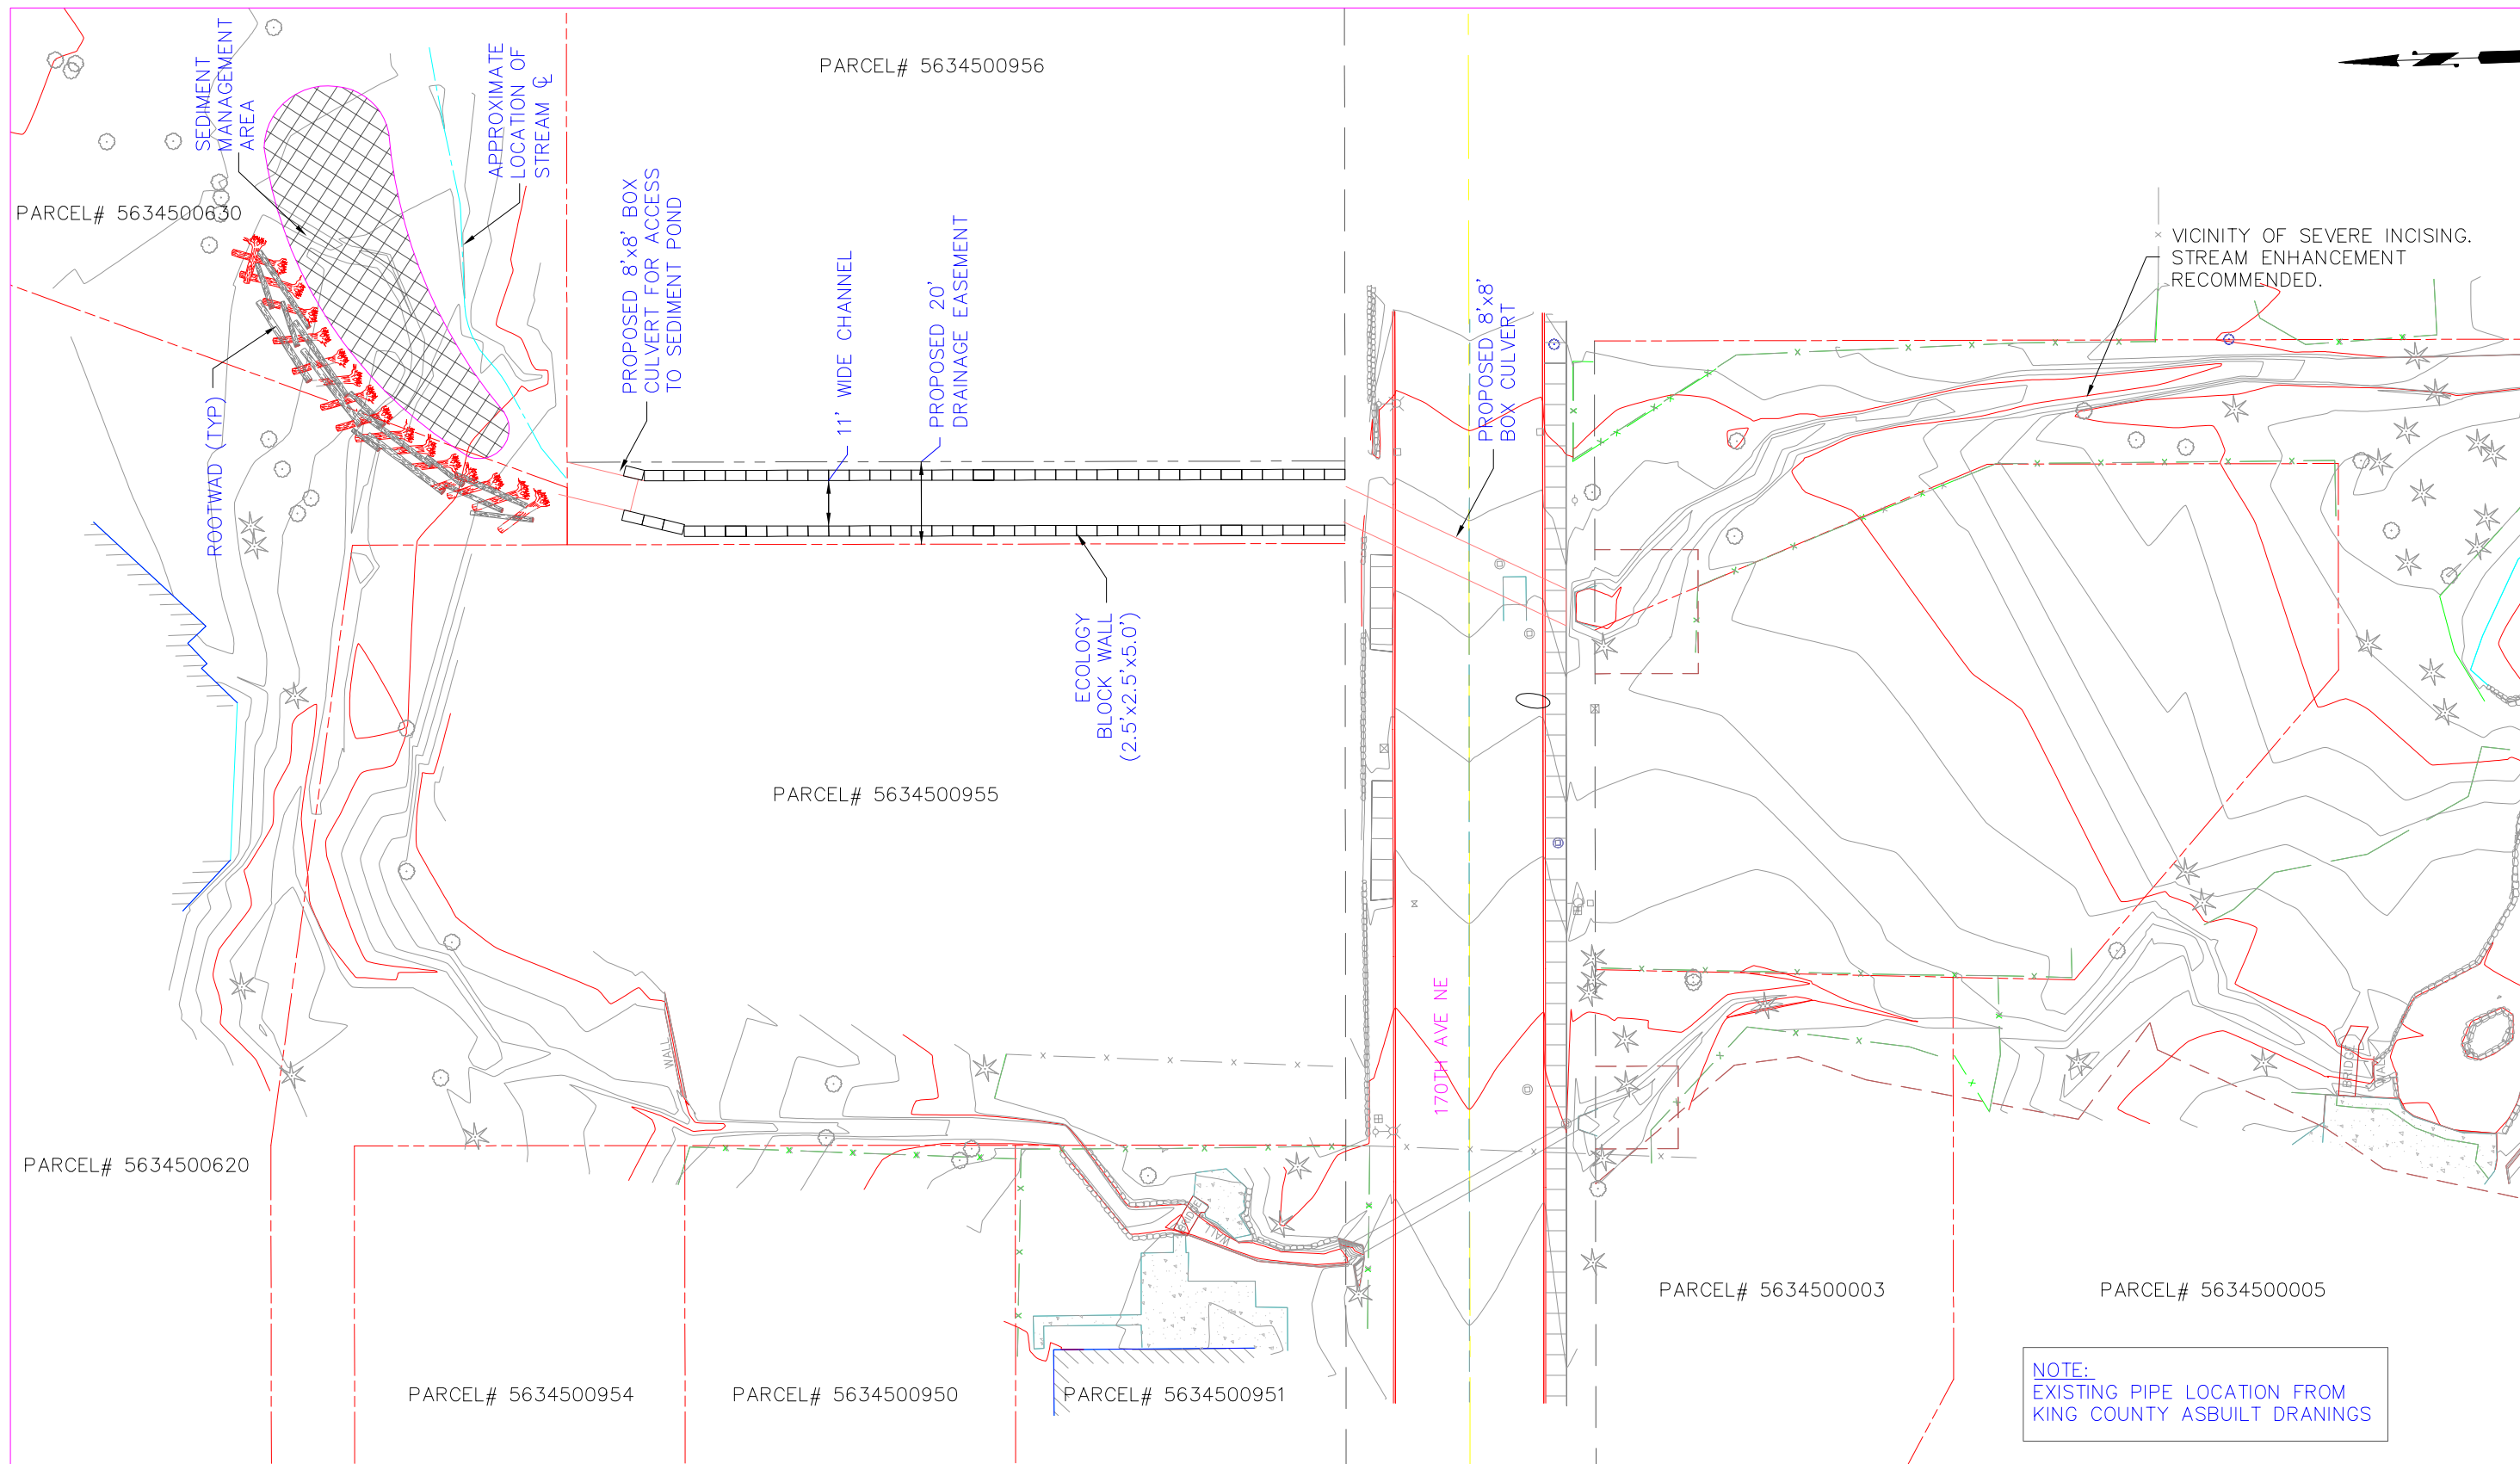 PARCEL# 5634500956
SEDIMENT
MANAGEMENT
AREA
APPROXIMATE
LOCATION OF
STREAM ℄
PARCEL# 5634500630
PROPOSED 8'x8' BOX
CULVERT FOR ACCESS
TO SEDIMENT POND
11' WIDE CHANNEL
PROPOSED 20'
DRAINAGE EASEMENT
PROPOSED 8'x8'
BOX CULVERT
VICINITY OF SEVERE INCISING.
STREAM ENHANCEMENT
RECOMMENDED.
ROOTWAD (TYP)
ECOLOGY
BLOCK WALL
(2.5'x2.5'x5.0')
PARCEL# 5634500955
170TH AVE NE
WALL
BRIDGE
WALL
PARCEL# 5634500620
BRIDGE
WALL
PARCEL# 5634500003
PARCEL# 5634500005
PARCEL# 5634500954
PARCEL# 5634500950
PARCEL# 5634500951
NOTE:
EXISTING PIPE LOCATION FROM
KING COUNTY ASBUILT DRANINGS